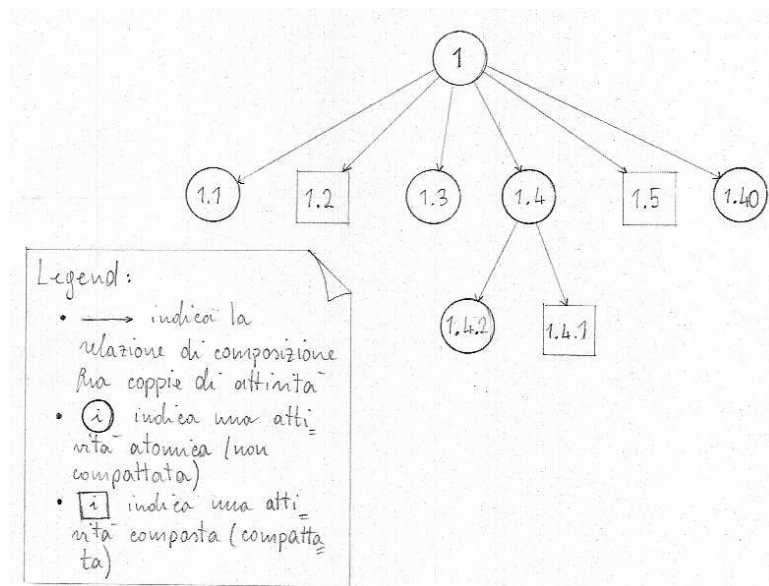 1
1.1 1.2 1.3 1.4 1.5 1.40
1.4.2 1.4.1
Legend:
• → indica la
relazione di composizione
fra coppie di attività
• i indica una atti=
vità atomica (non
compattata)
• i indica una atti=
vità composta (compatta=
ta)